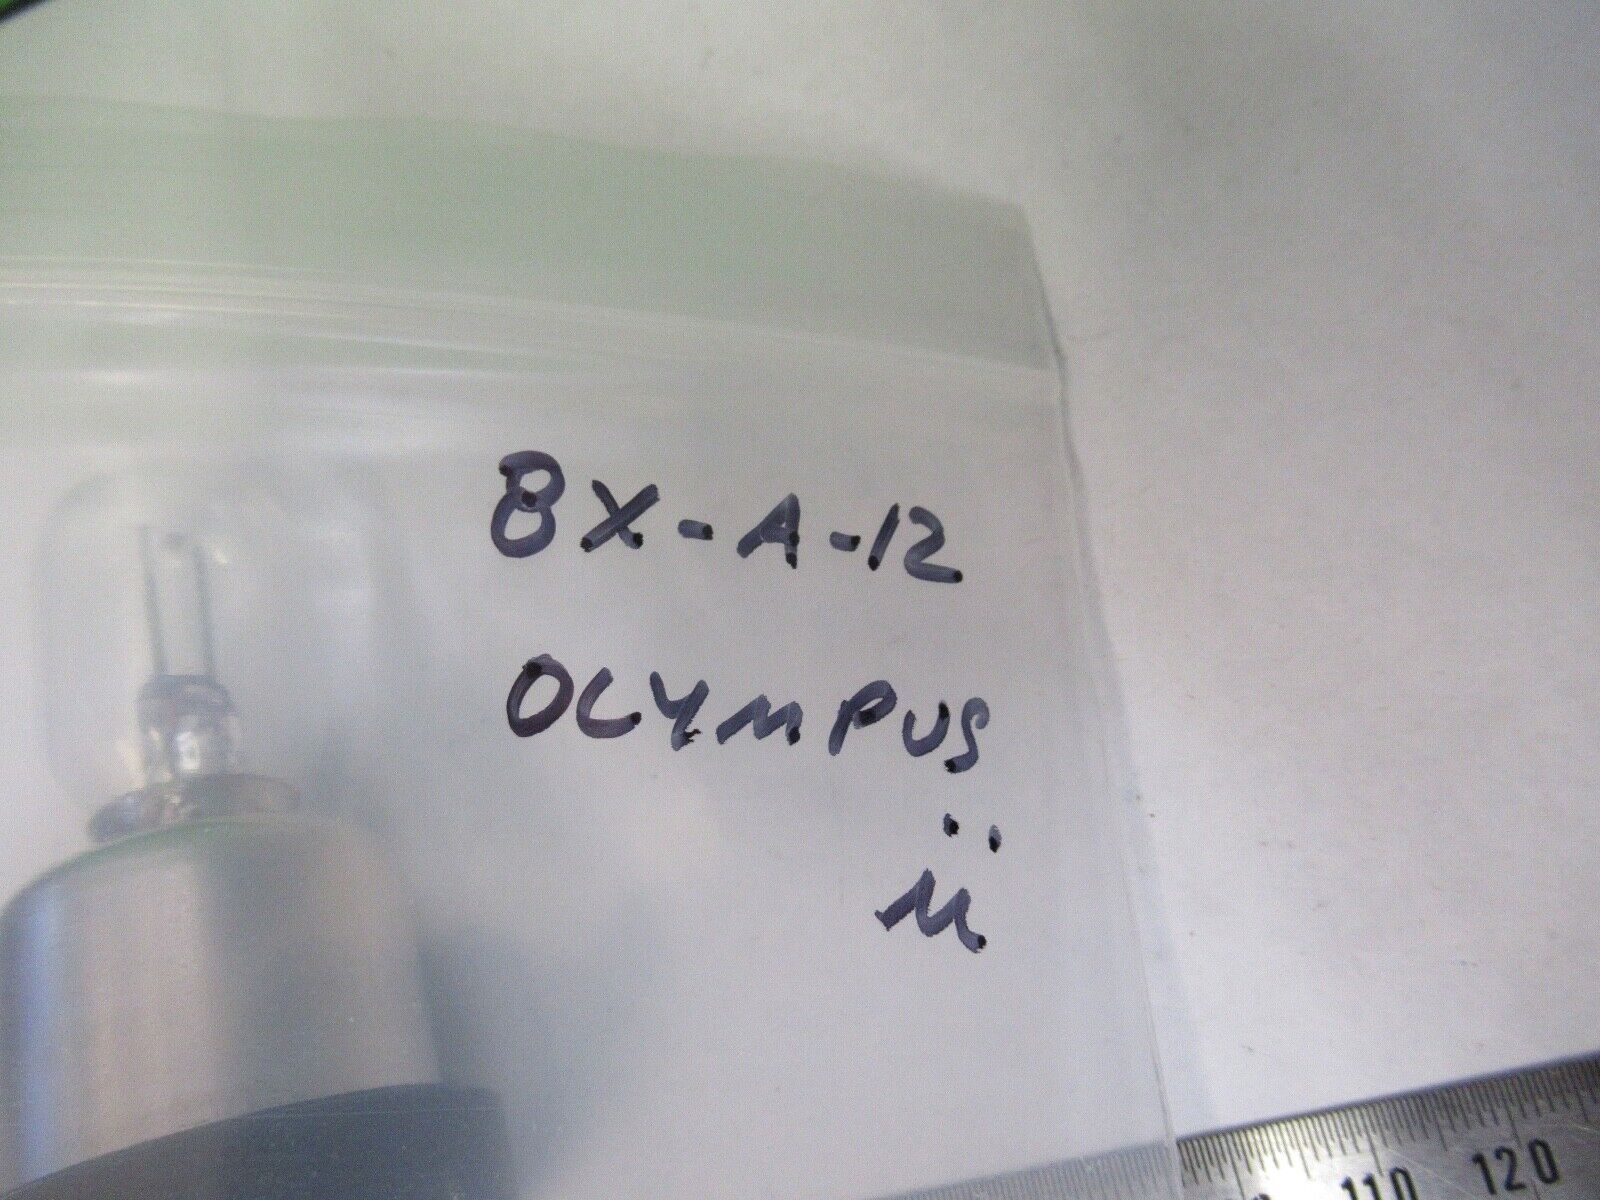 8X-A-12
OLYMPUS
ü
110 120